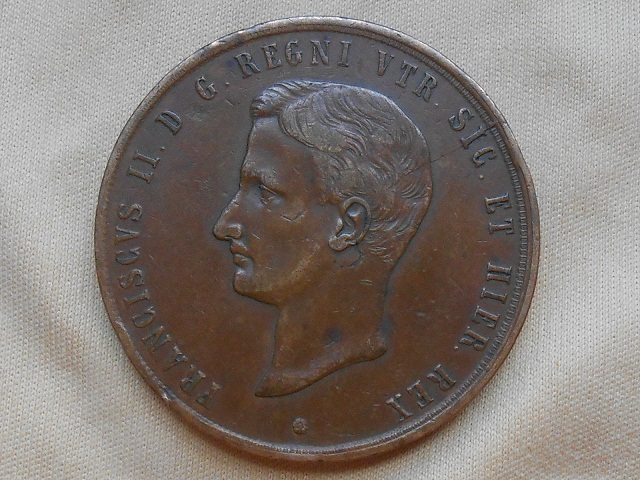 FRANCISCVS II. D G. REGNI VTR SIC. ET HIER. REX